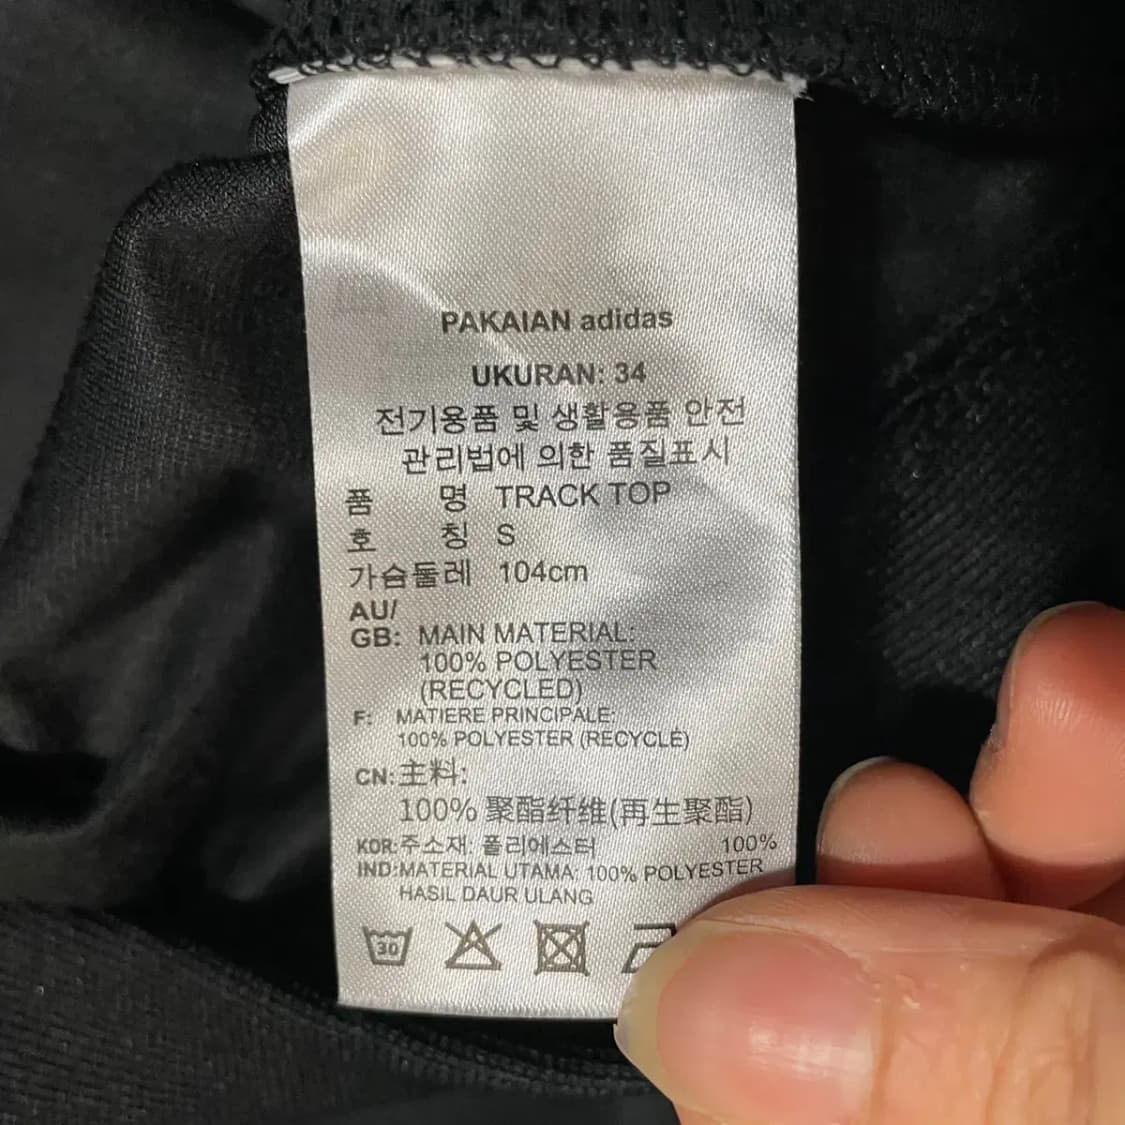 PAKAIAN adidas
UKURAN: 34
전기용품 및 생활용품 안전
관리법에 의한 품질표시
품 명 TRACK TOP
호 칭 S
가슴둘레 104cm
AU/
GB: MAIN MATERIAL:
100% POLYESTER
(RECYCLED)
F: MATIERE PRINCIPALE:
100% POLYESTER (RECYCLÉ)
CN:主料:
100% 聚酯纤维(再生聚酯)
KOR:주소재: 폴리에스터 100%
IND:MATERIAL UTAMA: 100% POLYESTER
HASIL DAUR ULANG
30